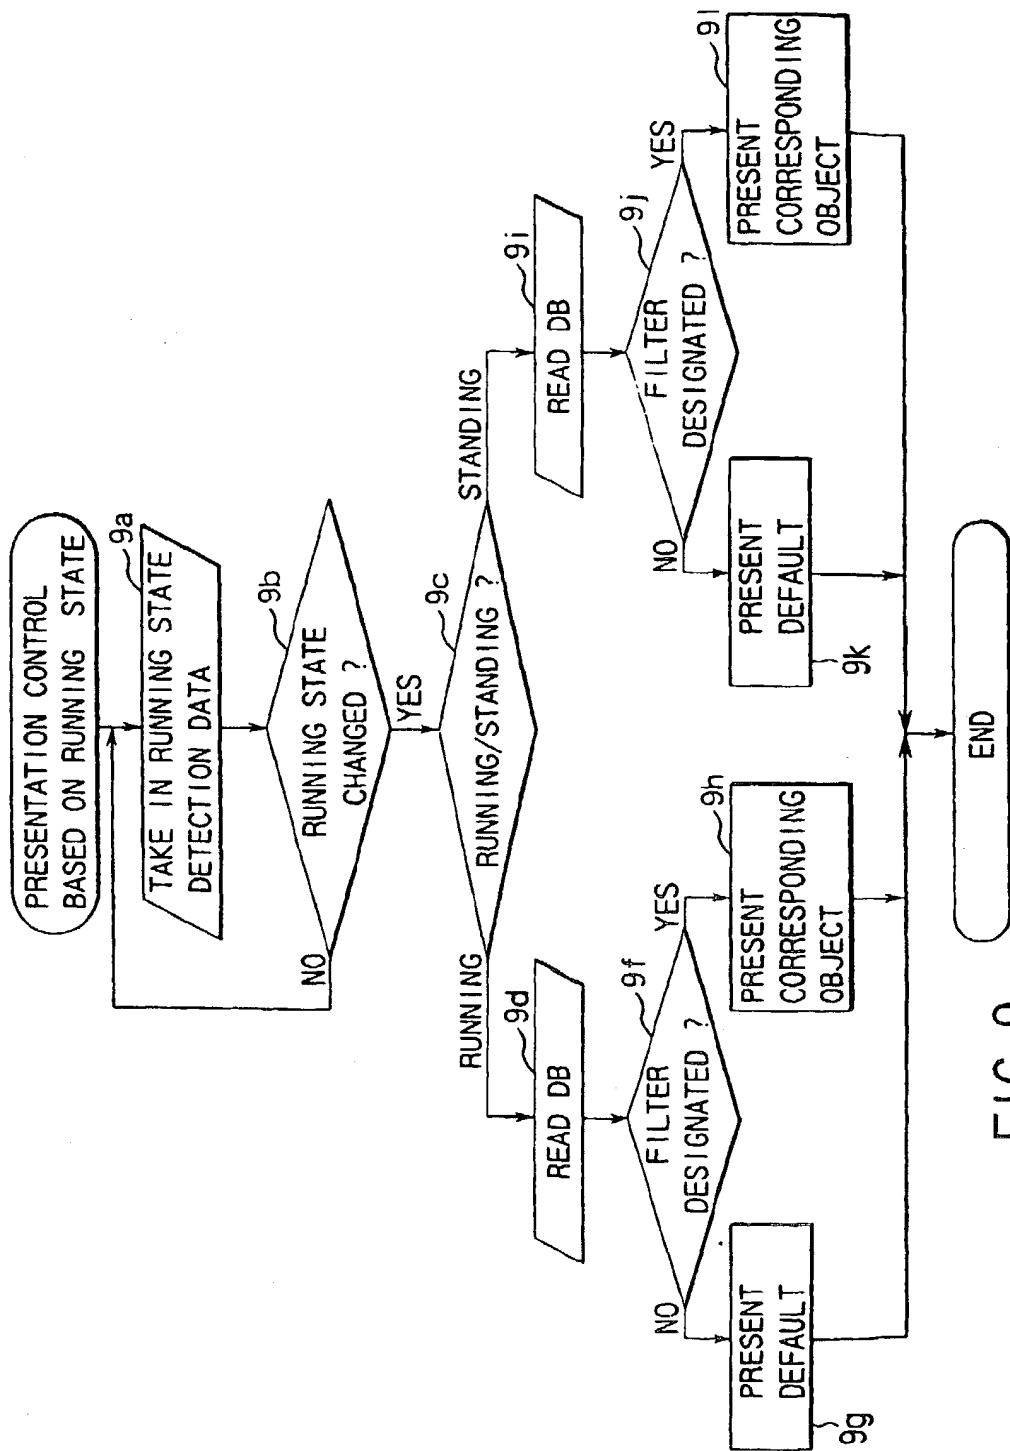 PRESENTATION CONTROL
BASED ON RUNNING STATE
9a
TAKE IN RUNNING STATE
DETECTION DATA
9b
RUNNING STATE
CHANGED ?
NO
YES
9c
RUNNING/STANDING ?
RUNNING
STANDING
9d
READ DB
9f
FILTER
DESIGNATED ?
NO
YES
PRESENT
DEFAULT
9g
9h
PRESENT
CORRESPONDING
OBJECT
9i
READ DB
9j
FILTER
DESIGNATED ?
NO
YES
PRESENT
DEFAULT
9k
9l
PRESENT
CORRESPONDING
OBJECT
END